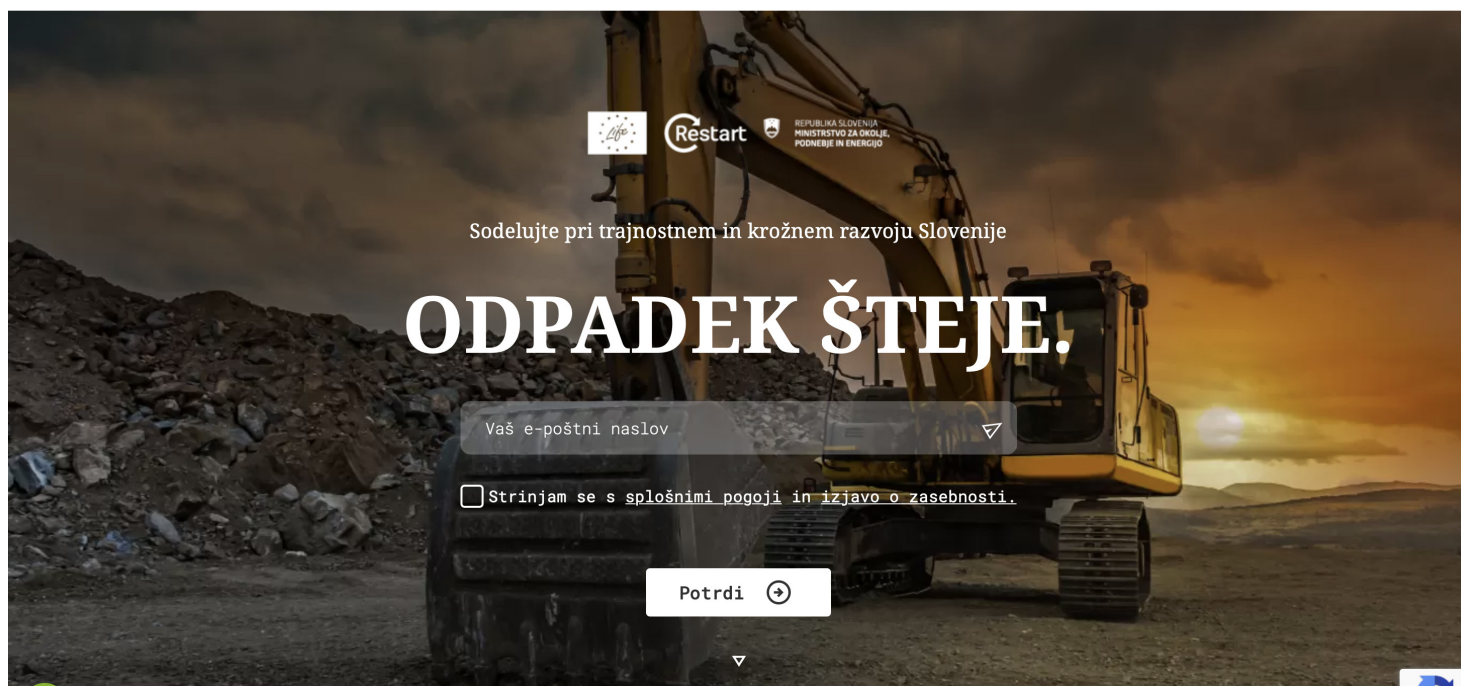 Life
Restart
REPUBLIKA SLOVENIJA
MINISTRSTVO ZA OKOLJE,
PODNEBJE IN ENERGIJO
Sodelujte pri trajnostnem in krožnem razvoju Slovenije
ODPADEK ŠTEJE.
Vaš e-poštni naslov
Strinjam se s splošnimi pogoji in izjavo o zasebnosti.
Potrdi